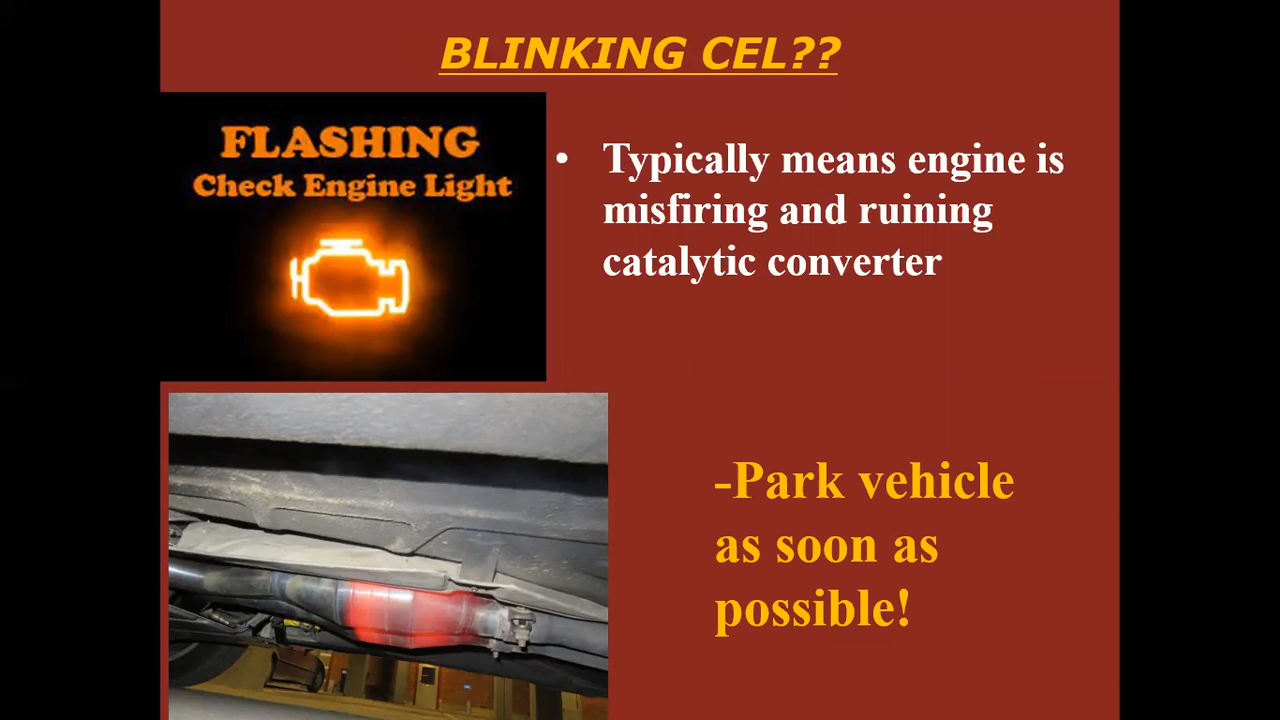 BLINKING CEL??
FLASHING
Check Engine Light
• Typically means engine is
misfiring and ruining
catalytic converter
-Park vehicle
as soon as
possible!